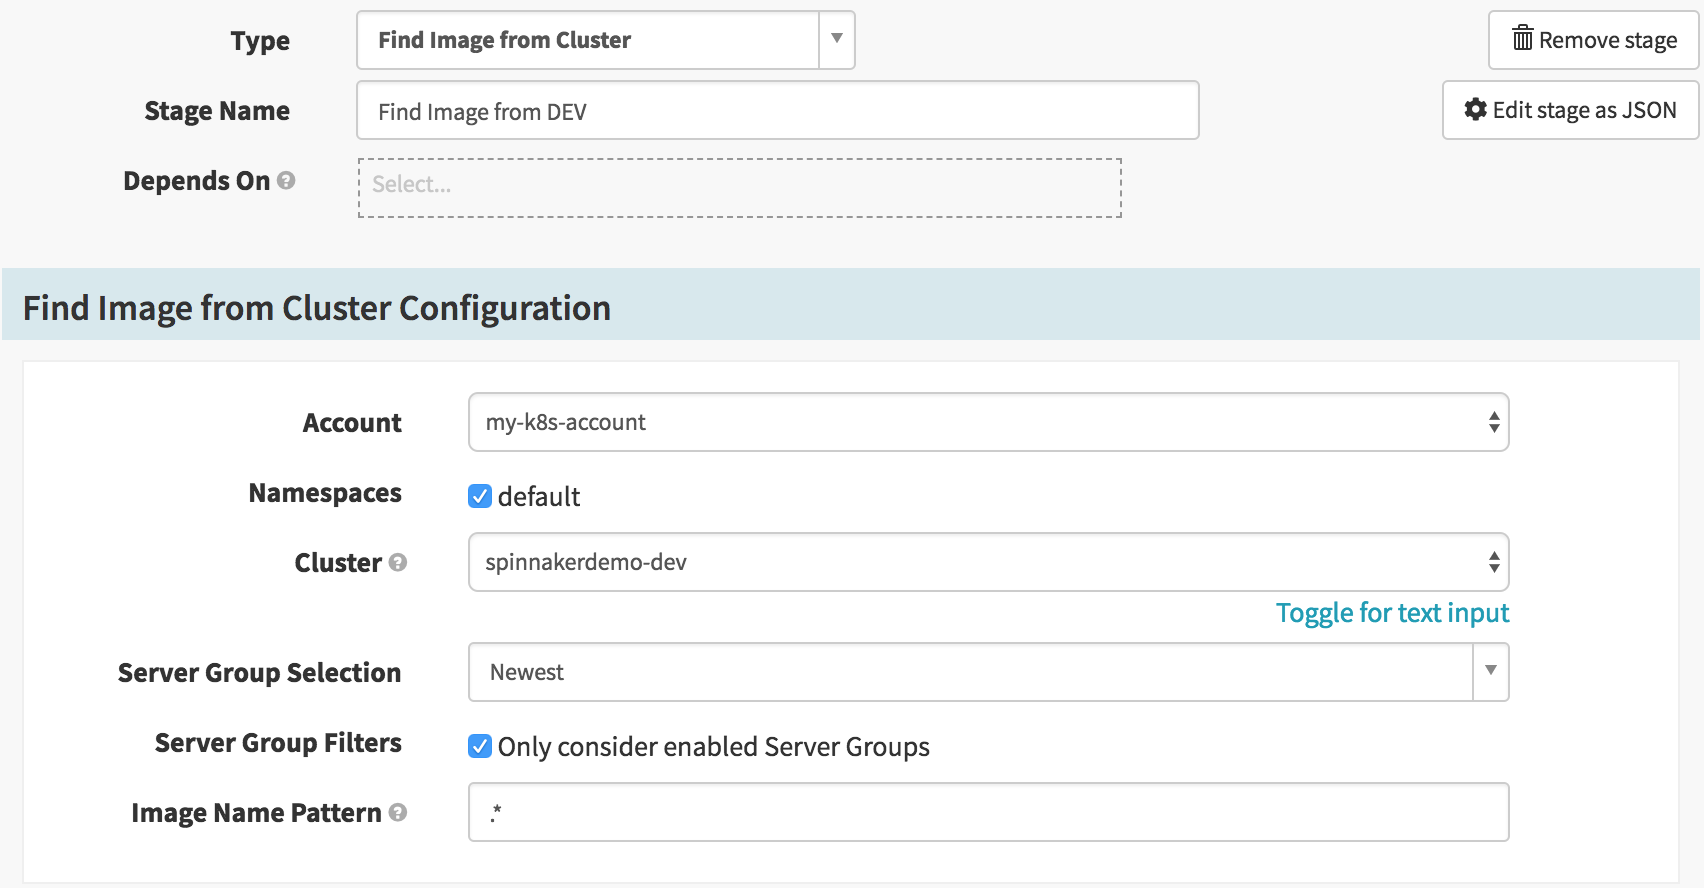 Type
Find Image from Cluster
Remove stage
Stage Name
Find Image from DEV
Edit stage as JSON
Depends On ?
Select...
Find Image from Cluster Configuration
Account
my-k8s-account
Namespaces
default
Cluster ?
spinnakerdemo-dev
Toggle for text input
Server Group Selection
Newest
Server Group Filters
Only consider enabled Server Groups
Image Name Pattern ?
.*